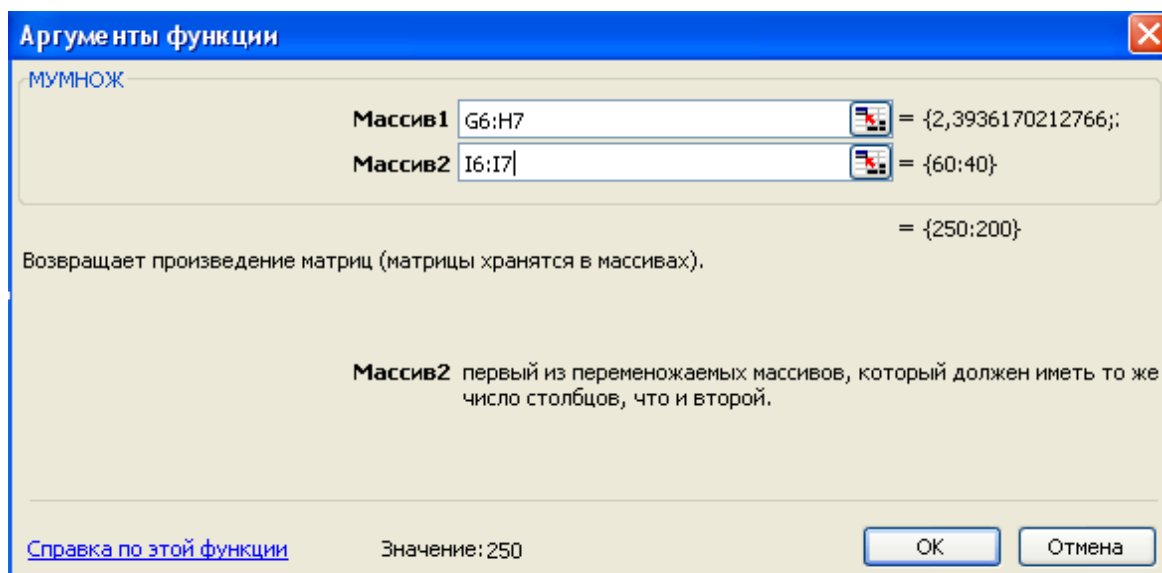 Аргументы функции
МУМНОЖ
Массив1 G6:H7 = {2,3936170212766;:
Массив2 I6:I7 = {60:40}
= {250:200}
Возвращает произведение матриц (матрицы хранятся в массивах).
Массив2 первый из переменожаемых массивов, который должен иметь то же
число столбцов, что и второй.
Справка по этой функции Значение: 250 ОК Отмена